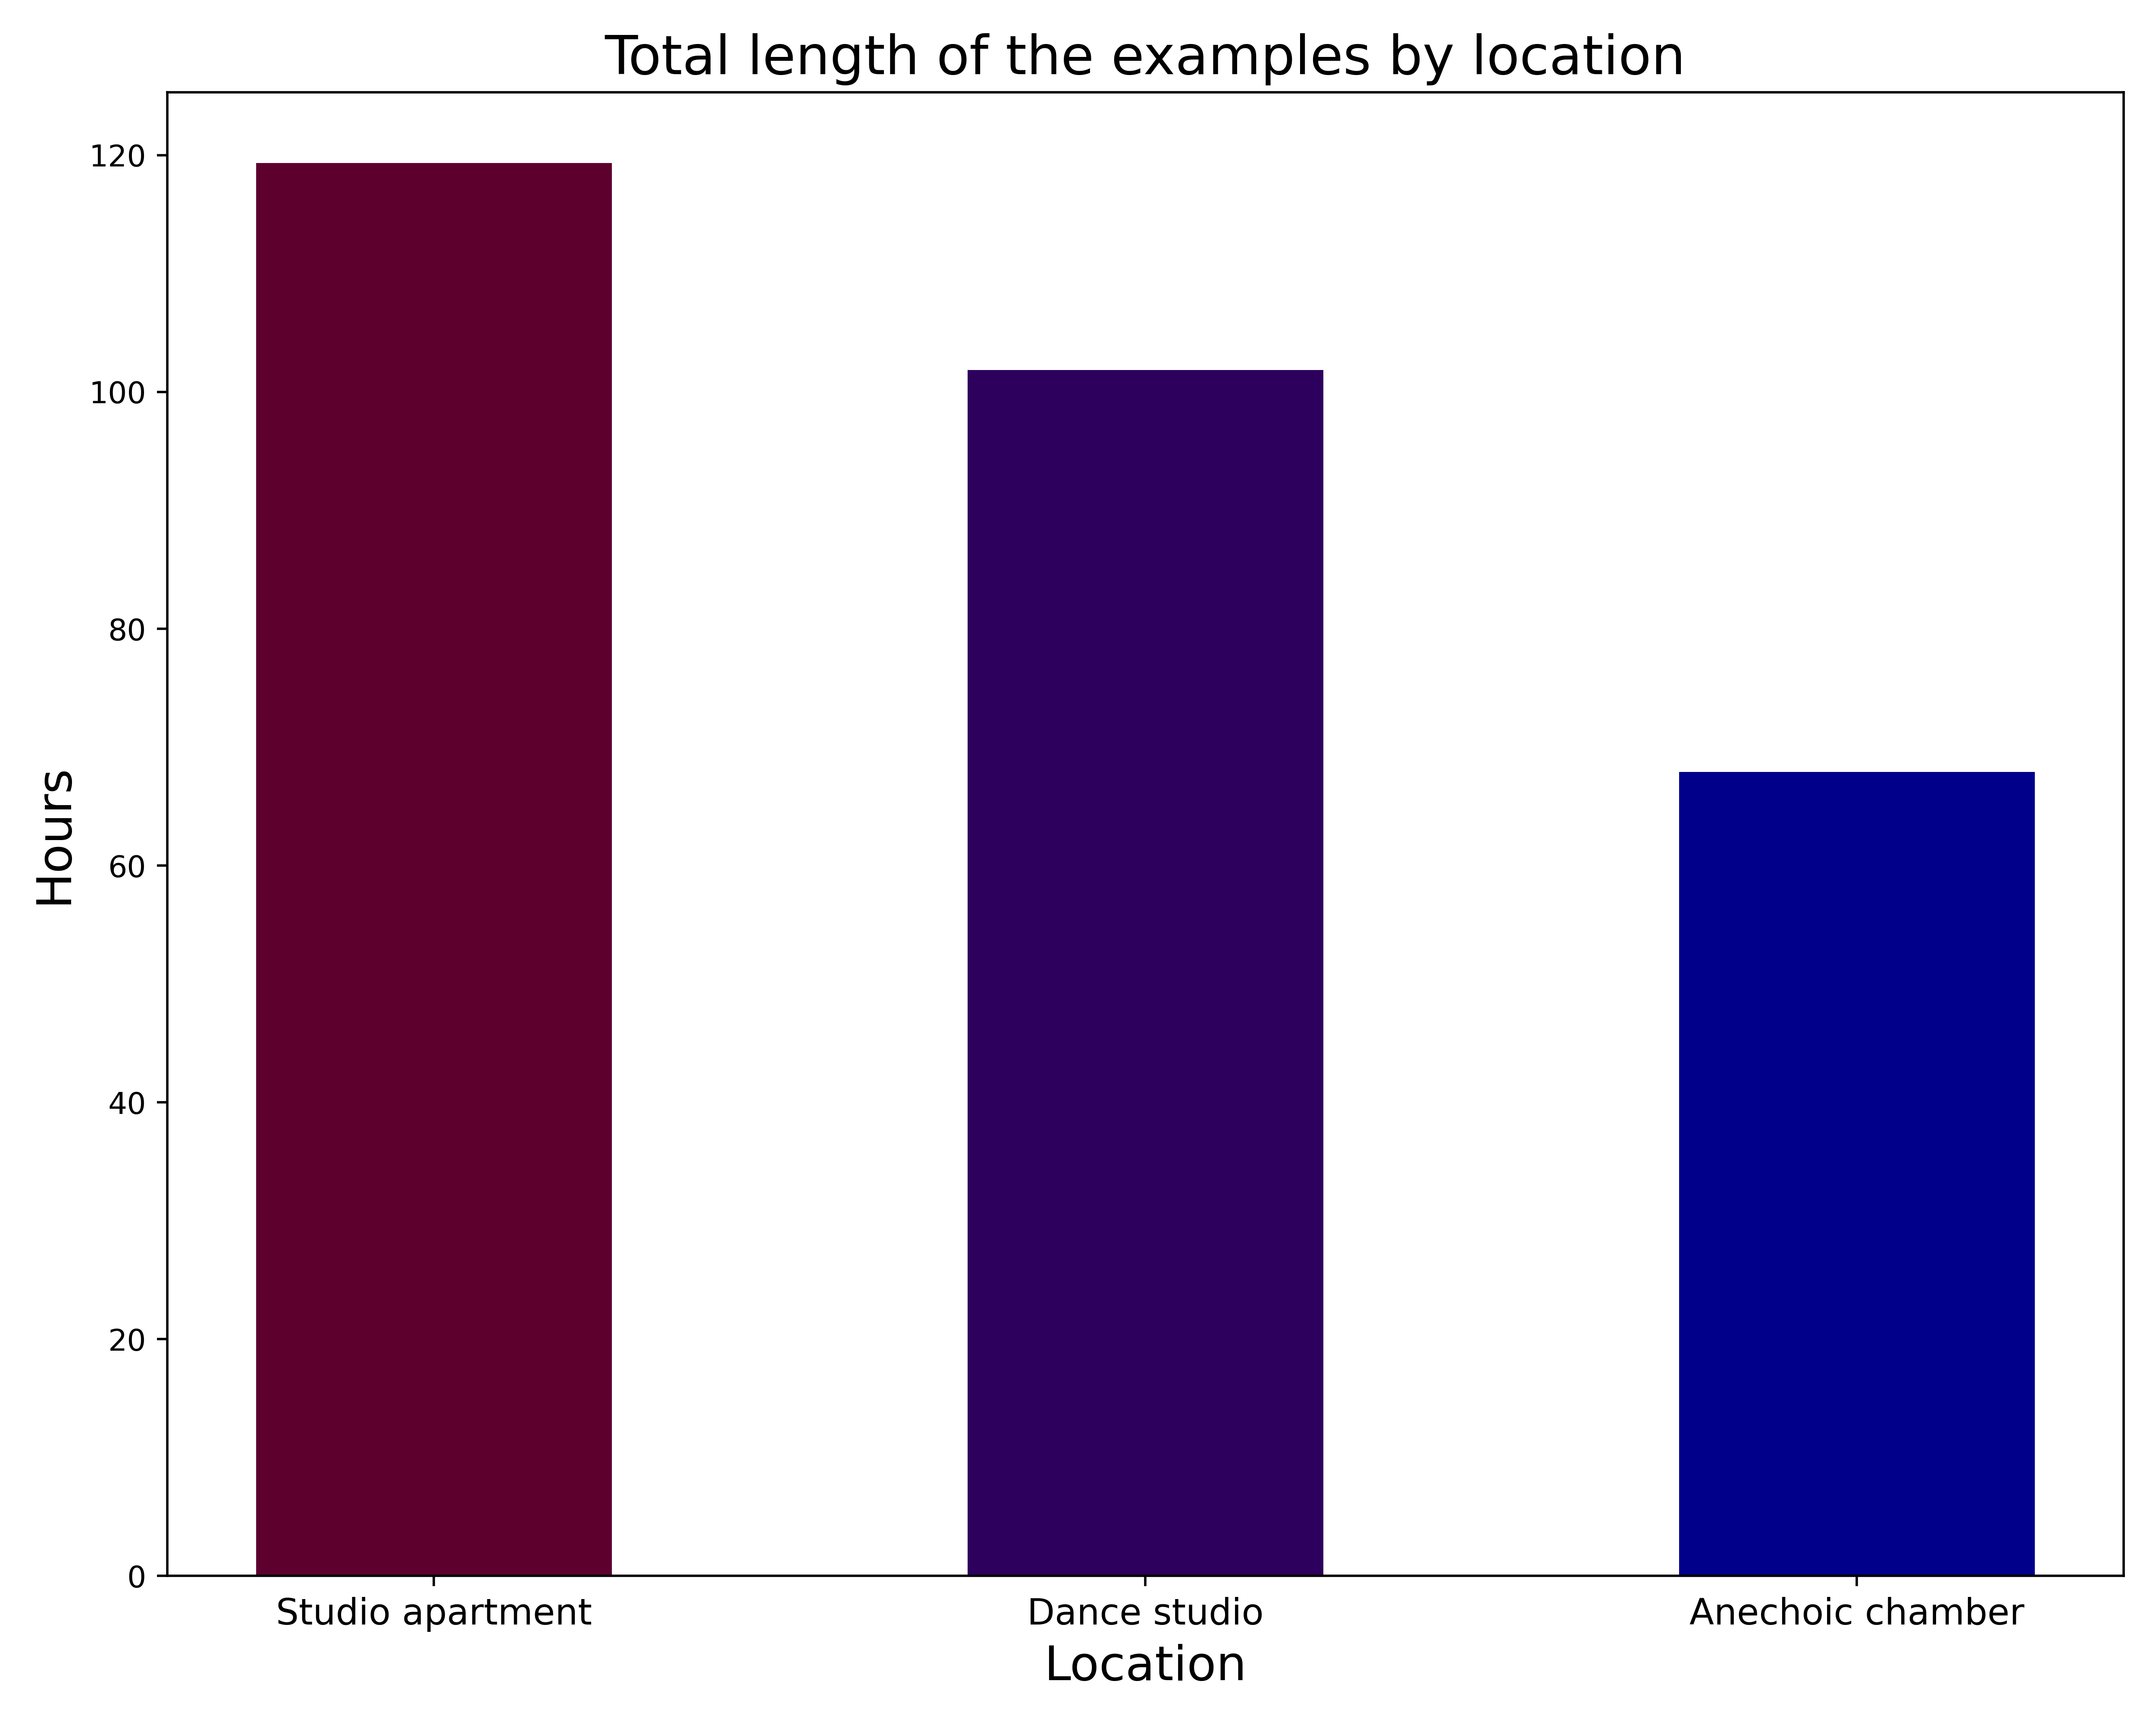 Total length of the examples by location
120
100
80
60
40
20
0
Hours
Studio apartment
Dance studio
Anechoic chamber
Location